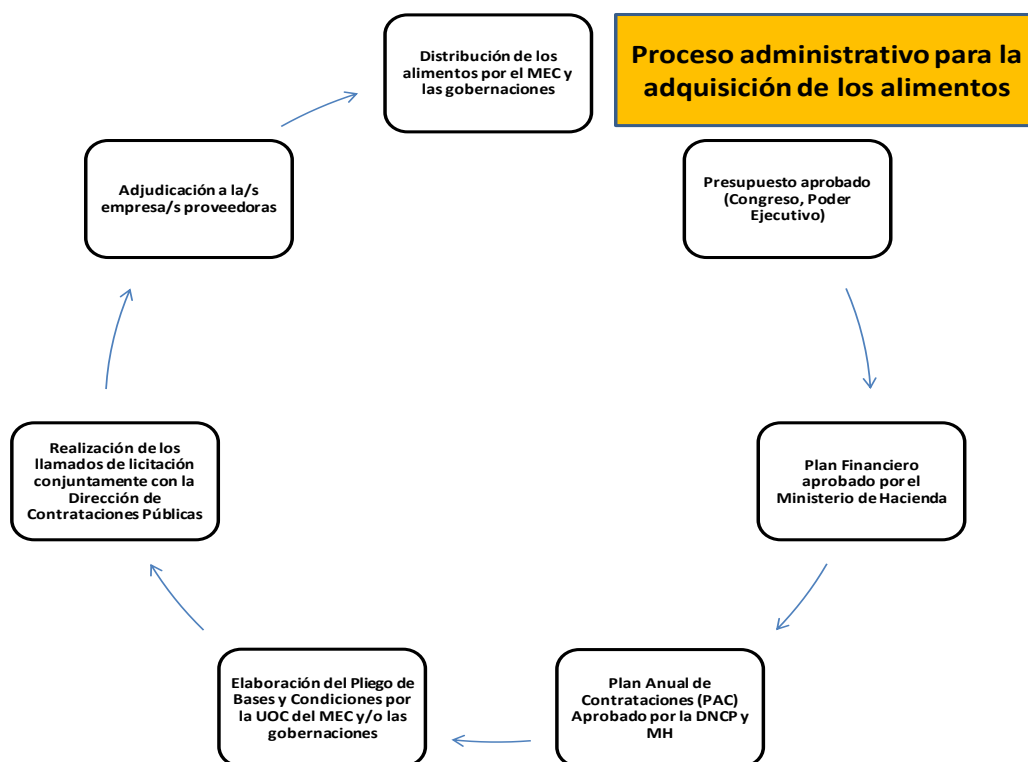 Proceso administrativo para la
adquisición de los alimentos
Distribución de los
alimentos por el MEC y
las gobernaciones
Presupuesto aprobado
(Congreso, Poder
Ejecutivo)
Plan Financiero
aprobado por el
Ministerio de Hacienda
Plan Anual de
Contrataciones (PAC)
Aprobado por la DNCP y
MH
Elaboración del Pliego de
Bases y Condiciones por
la UOC del MEC y/o las
gobernaciones
Realización de los
llamados de licitación
conjuntamente con la
Dirección de
Contrataciones Públicas
Adjudicación a la/s
empresa/s proveedoras